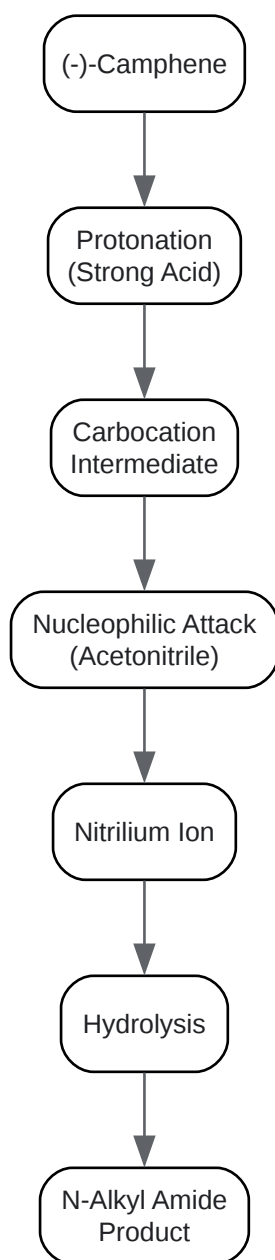 (-)-Camphene
Protonation
(Strong Acid)
Carbocation
Intermediate
Nucleophilic Attack
(Acetonitrile)
Nitrilium Ion
Hydrolysis
N-Alkyl Amide
Product